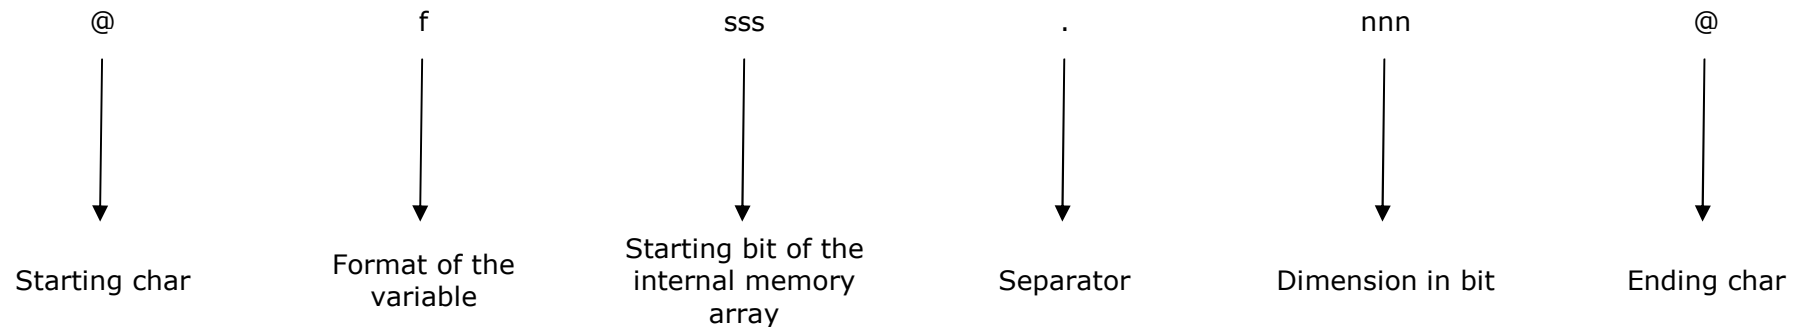 @ f sss . nnn @
Starting char
Format of the
variable
Starting bit of the
internal memory
array
Separator
Dimension in bit
Ending char